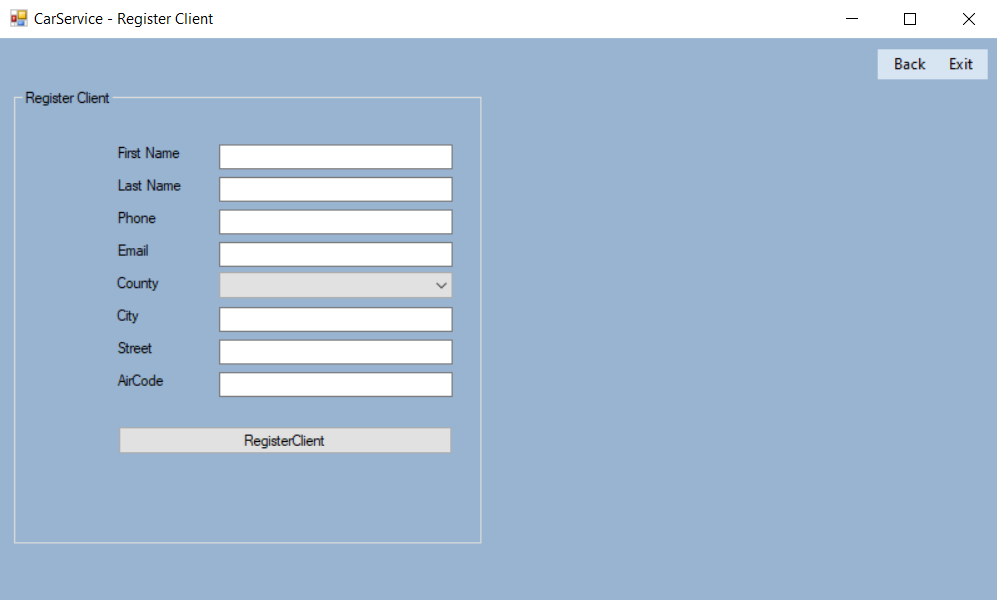 CarService - Register Client
Back Exit
Register Client
First Name
Last Name
Phone
Email
County
City
Street
AirCode
RegisterClient